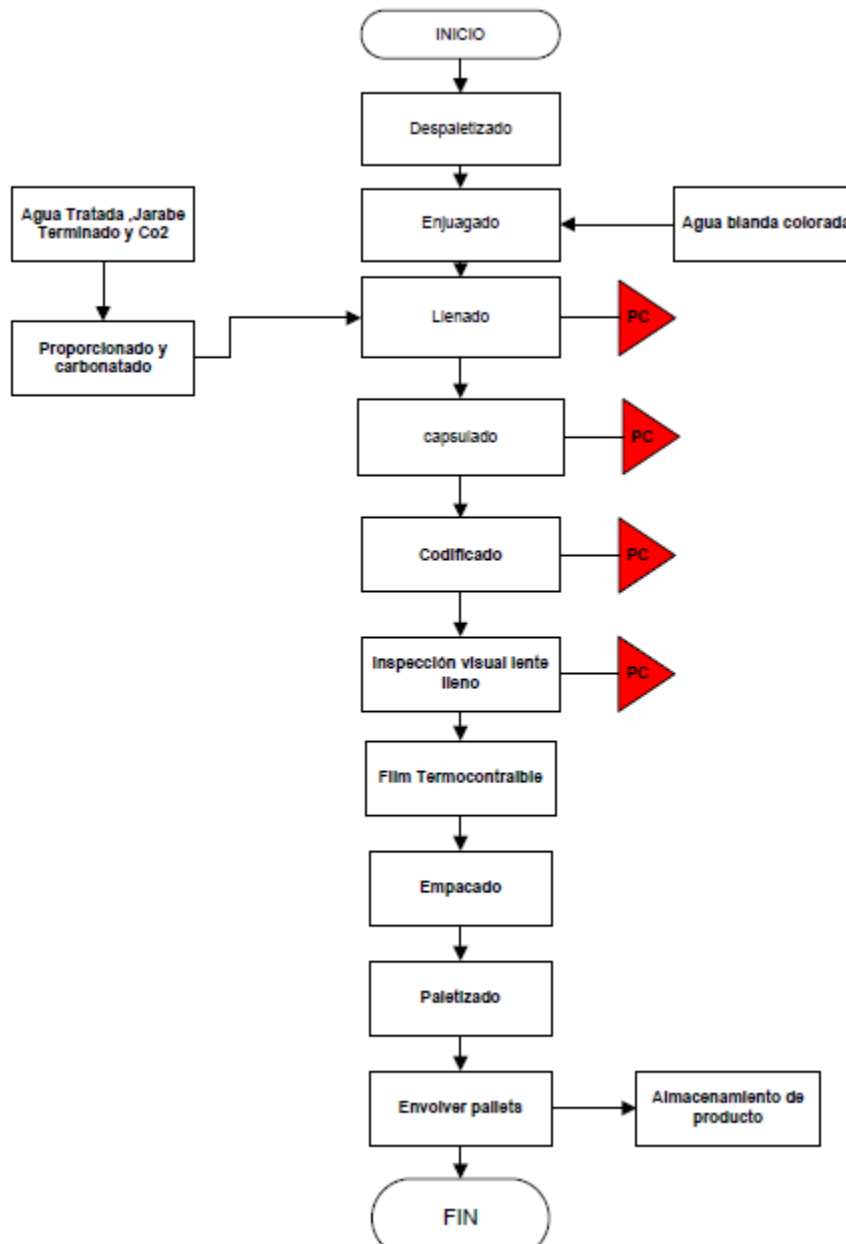 INICIO
Despaletizado
Agua Tratada ,Jarabe
Terminado y Co2
Enjuagado
Agua blanda colorada
Llenado
PC
Proporcionado y
carbonatado
capsulado
PC
Codificado
PC
Inspección visual lente
lleno
PC
Film Termocontraible
Empacado
Paletizado
Envolver pallets
Almacenamiento de
producto
FIN